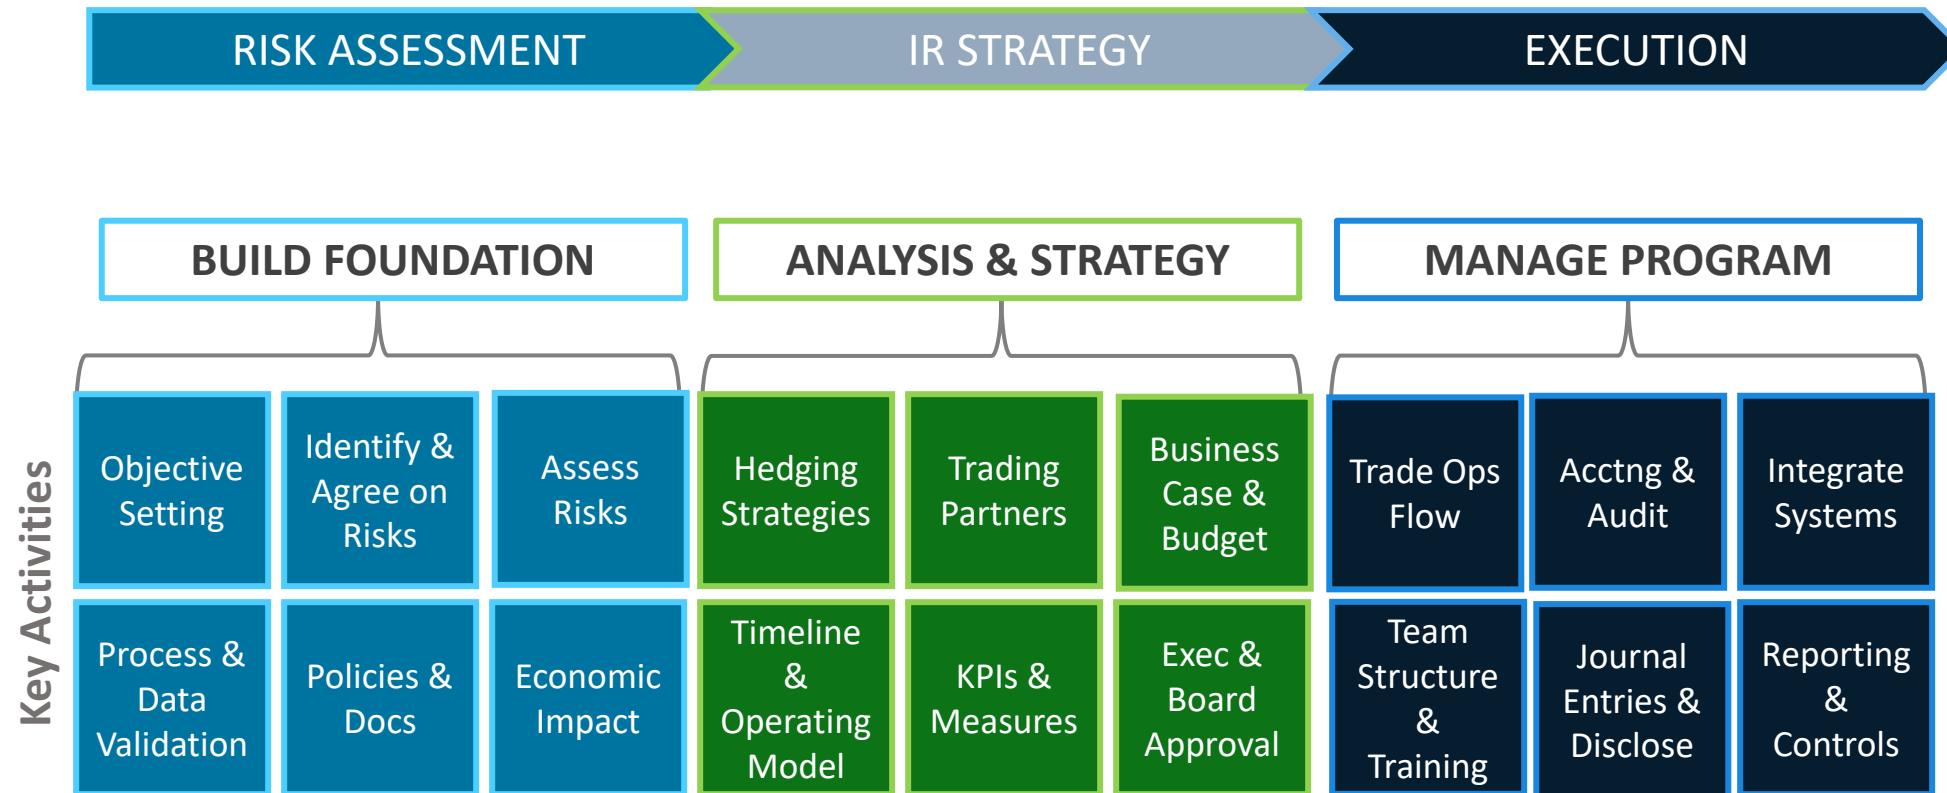 RISK ASSESSMENT
IR STRATEGY
EXECUTION
BUILD FOUNDATION
ANALYSIS & STRATEGY
MANAGE PROGRAM
Key Activities
Objective
Setting
Identify &
Agree on
Risks
Assess
Risks
Hedging
Strategies
Trading
Partners
Business
Case &
Budget
Trade Ops
Flow
Acctng &
Audit
Integrate
Systems
Process &
Data
Validation
Policies &
Docs
Economic
Impact
Timeline
&
Operating
Model
KPIs &
Measures
Exec &
Board
Approval
Team
Structure
&
Training
Journal
Entries &
Disclose
Reporting
&
Controls